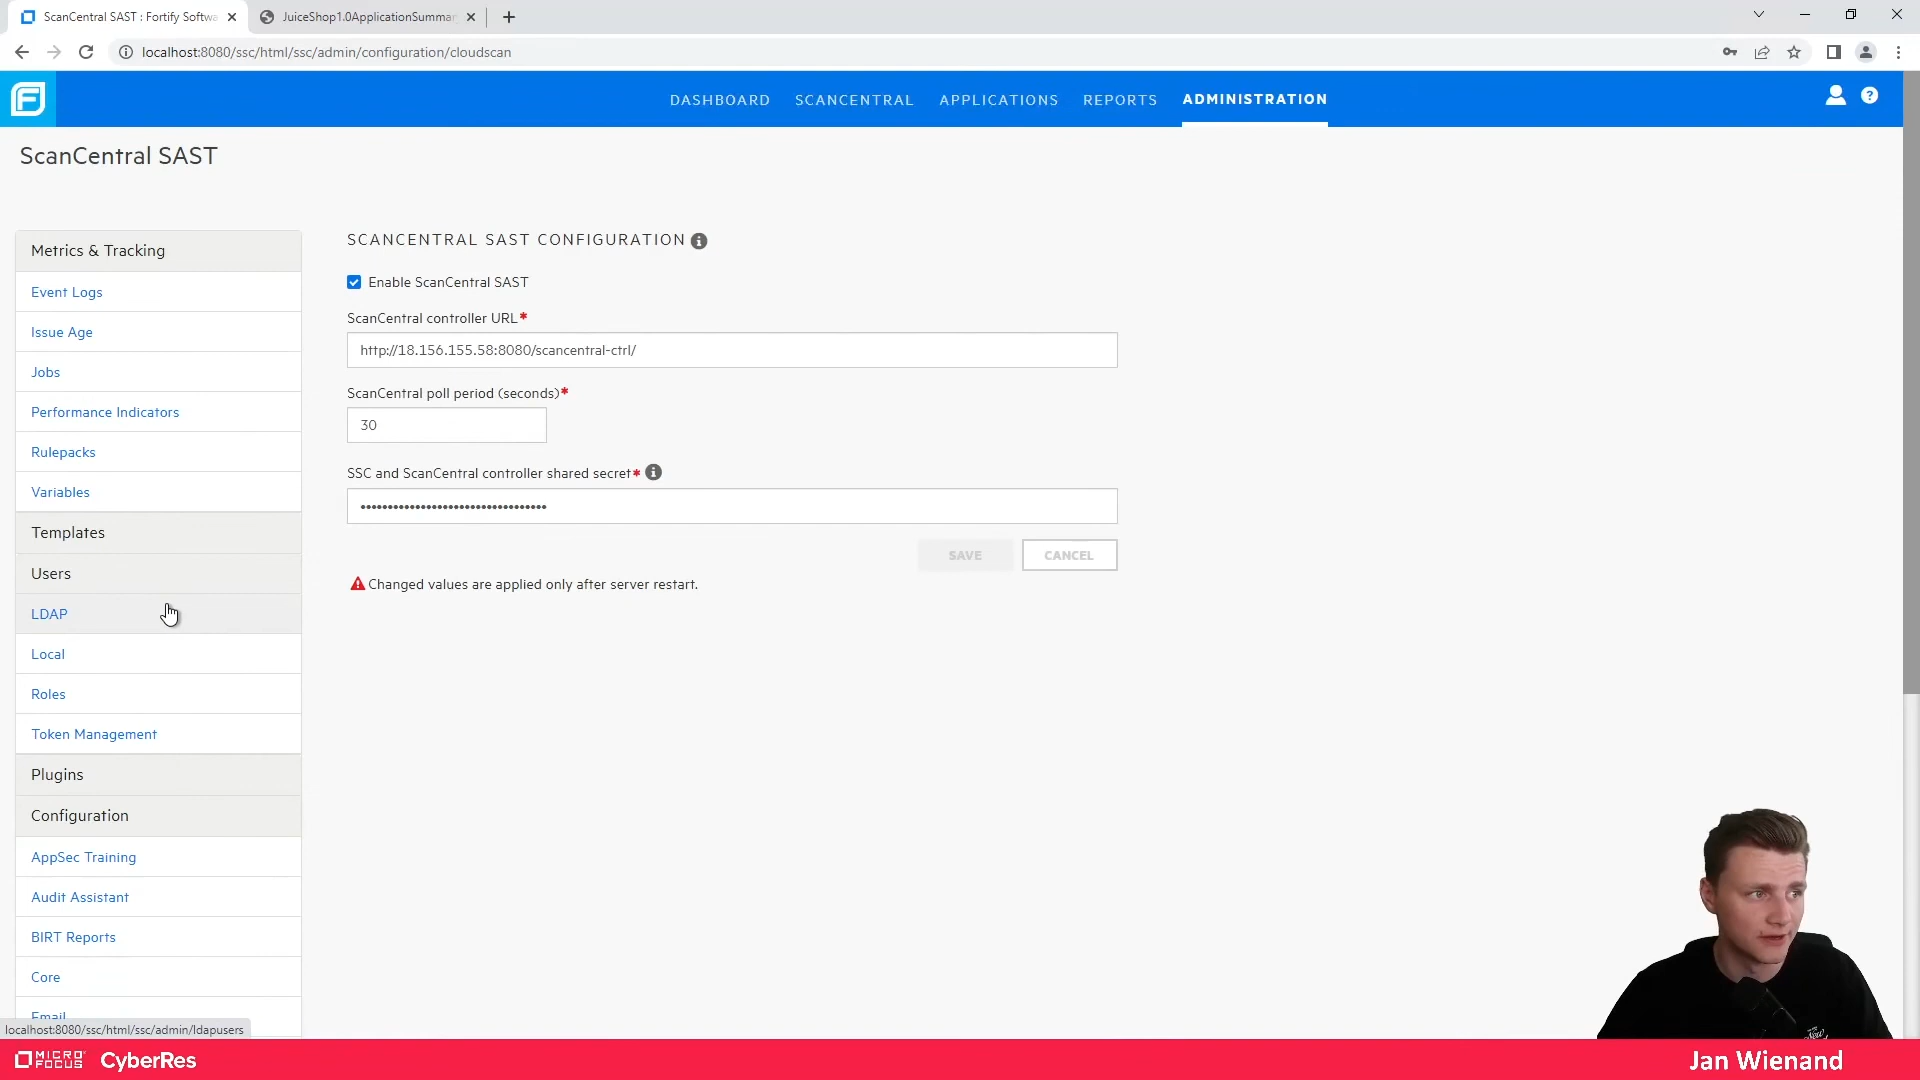 ScanCentral SAST : Fortify Softwa
JuiceShop1.0ApplicationSummar
localhost:8080/ssc/html/ssc/admin/configuration/cloudscan
DASHBOARD
SCANCENTRAL
APPLICATIONS
REPORTS
ADMINISTRATION
ScanCentral SAST
Metrics & Tracking
Event Logs
Issue Age
Jobs
Performance Indicators
Rulepacks
Variables
Templates
Users
LDAP
Local
Roles
Token Management
Plugins
Configuration
AppSec Training
Audit Assistant
BIRT Reports
Core
Email
SCANCENTRAL SAST CONFIGURATION
Enable ScanCentral SAST
ScanCentral controller URL*
http://18.156.155.58:8080/scancentral-ctrl/
ScanCentral poll period (seconds)*
30
SSC and ScanCentral controller shared secret*
SAVE
CANCEL
Changed values are applied only after server restart.
localhost:8080/ssc/html/ssc/admin/ldapusers
MICRO
FOCUS
CyberRes
Jan Wienand